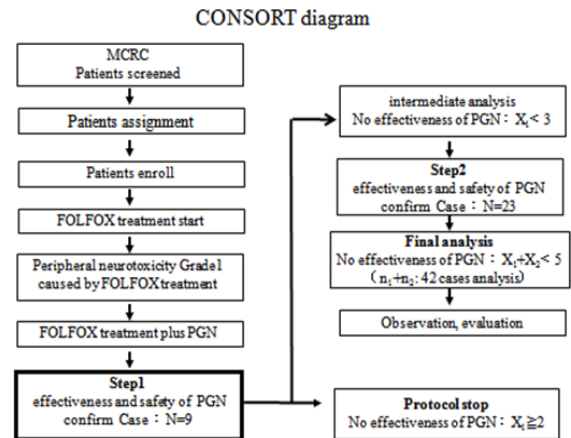 CONSORT diagram
MCRC
Patients screened
Patients assignment
Patients enroll
FOLFOX treatment start
Peripheral neurotoxicity Grade1
caused by FOLFOX treatment
FOLFOX treatment plus PGN
Step1
effectiveness and safety of PGN
confirm Case：N=9
intermediate analysis
No effectiveness of PGN： X₁< 3
Step2
effectiveness and safety of PGN
confirm Case：N=23
Final analysis
No effectiveness of PGN： X₁+X₂< 5
( n₁+n₂: 42 cases analysis)
Observation, evaluation
Protocol stop
No effectiveness of PGN： X₁≧2